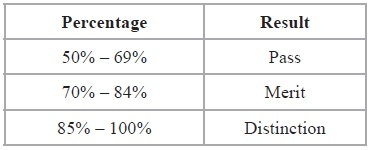 Percentage Result
50% – 69% Pass
70% – 84% Merit
85% – 100% Distinction